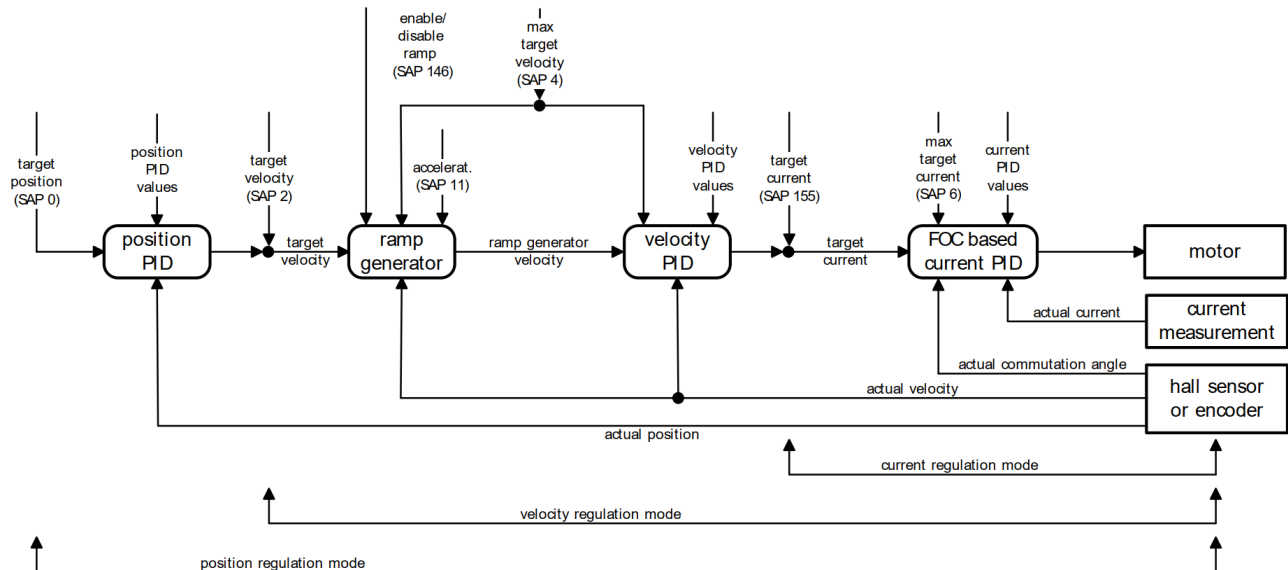 enable/
disable
ramp
(SAP 146)
max
target
velocity
(SAP 4)
target
position
(SAP 0)
position
PID
values
target
velocity
(SAP 2)
accelerat.
(SAP 11)
velocity
PID
values
target
current
(SAP 155)
max
target
current
(SAP 6)
current
PID
values
position
PID
target
velocity
ramp
generator
ramp generator
velocity
velocity
PID
target
current
FOC based
current PID
motor
actual current
current
measurement
actual commutation angle
actual velocity
hall sensor
or encoder
actual position
current regulation mode
velocity regulation mode
position regulation mode